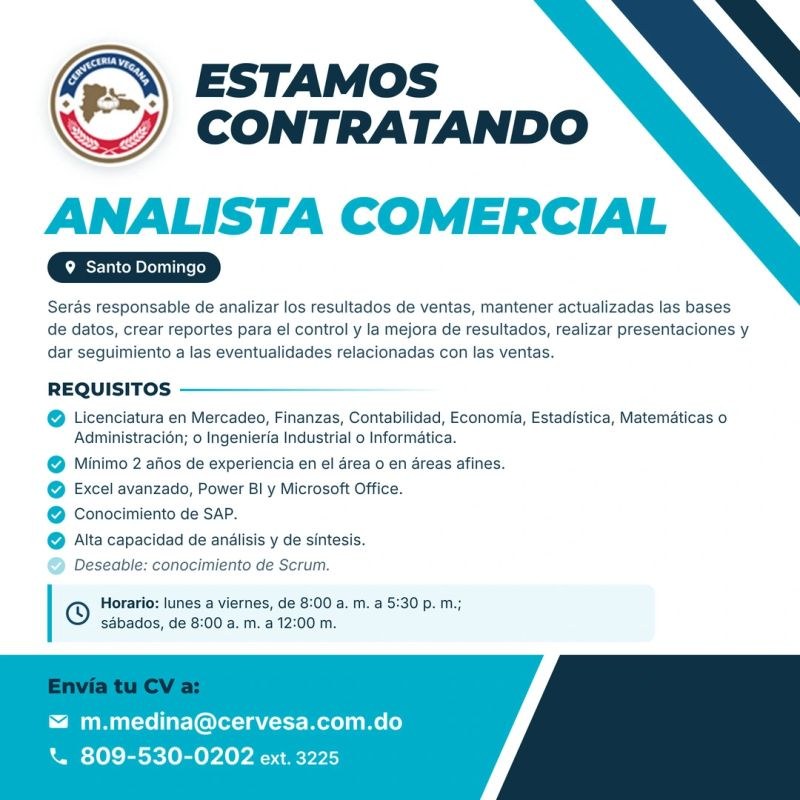 CERVECERÍA VEGANA
ESTAMOS
CONTRATANDO
ANALISTA COMERCIAL
Santo Domingo
Serás responsable de analizar los resultados de ventas, mantener actualizadas las bases
de datos, crear reportes para el control y la mejora de resultados, realizar presentaciones y
dar seguimiento a las eventualidades relacionadas con las ventas.
REQUISITOS
Licenciatura en Mercadeo, Finanzas, Contabilidad, Economía, Estadística, Matemáticas o
Administración; o Ingeniería Industrial o Informática.
Mínimo 2 años de experiencia en el área o en áreas afines.
Excel avanzado, Power BI y Microsoft Office.
Conocimiento de SAP.
Alta capacidad de análisis y de síntesis.
Deseable: conocimiento de Scrum.
Horario: lunes a viernes, de 8:00 a. m. a 5:30 p. m.;
sábados, de 8:00 a. m. a 12:00 m.
Envía tu CV a:
m.medina@cervesa.com.do
809-530-0202 ext. 3225